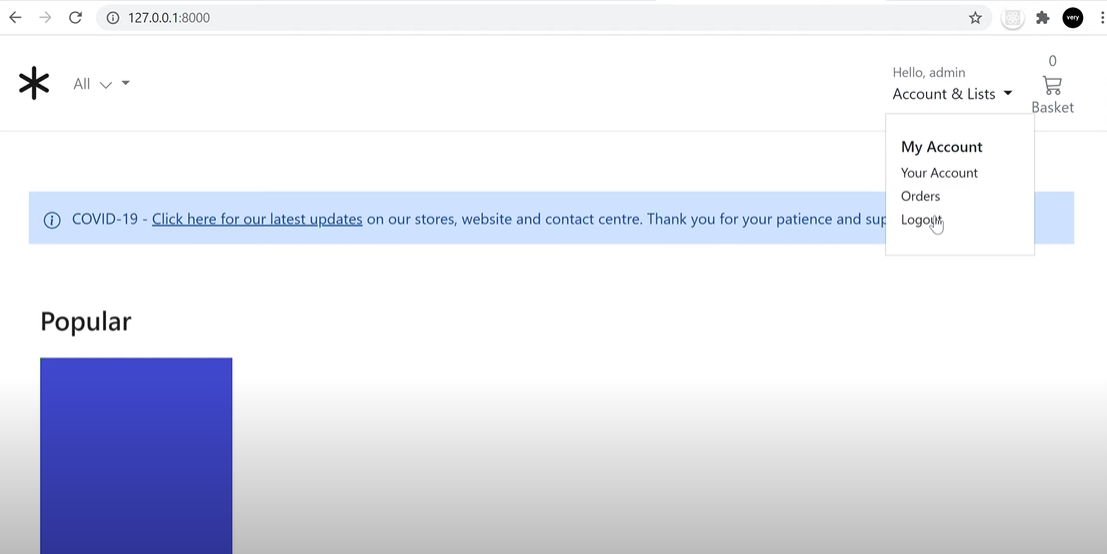 127.0.0.1:8000
very
All
Hello, admin
Account & Lists
0
Basket
My Account
Your Account
Orders
Logout
COVID-19 - Click here for our latest updates on our stores, website and contact centre. Thank you for your patience and sup
Popular